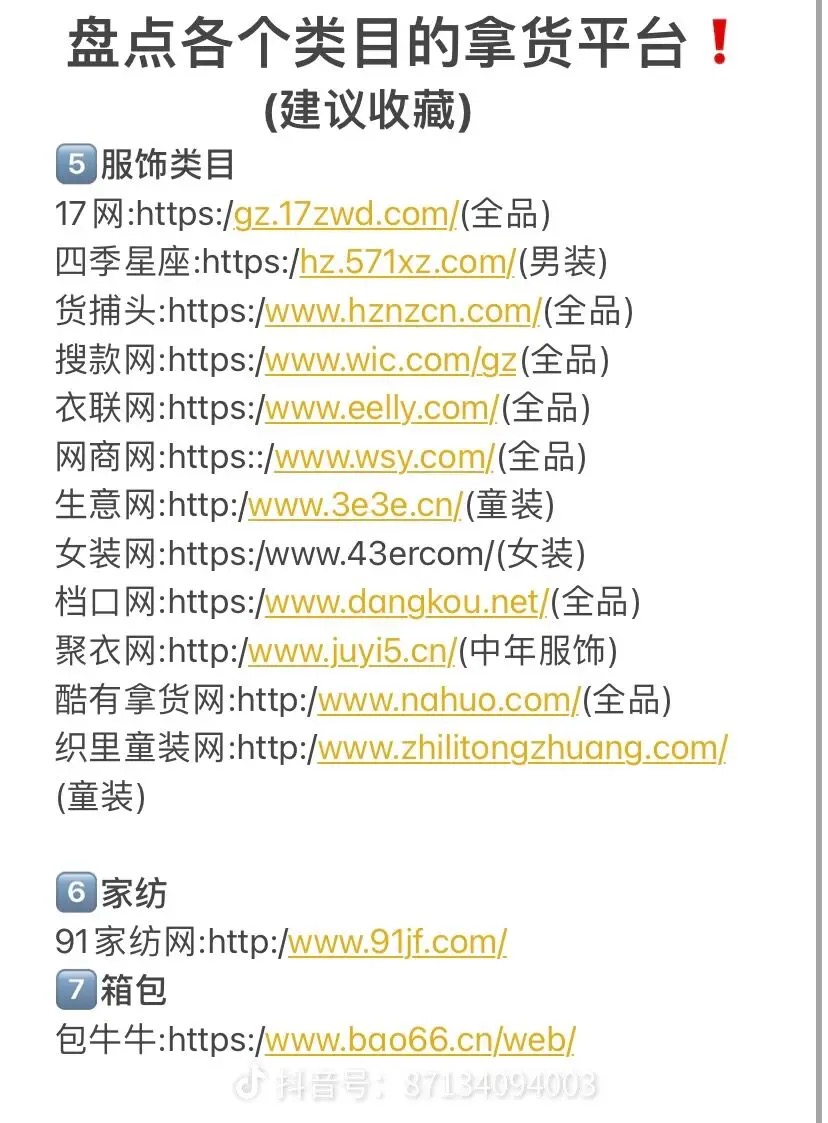 盘点各个类目的拿货平台❗
(建议收藏)
5️⃣服饰类目
17网:https:/gz.17zwd.com/(全品)
四季星座:https:/hz.571xz.com/(男装)
货捕头:https:/www.hznzcn.com/(全品)
搜款网:https:/www.wic.com/gz(全品)
衣联网:https:/www.eelly.com/(全品)
网商网:https::/www.wsy.com/(全品)
生意网:http:/www.3e3e.cn/(童装)
女装网:https:/www.43ercom/(女装)
档口网:https:/www.dangkou.net/(全品)
聚衣网:http:/www.juyi5.cn/(中年服饰)
酷有拿货网:http:/www.nahuo.com/(全品)
织里童装网:http:/www.zhilitongzhuang.com/
(童装)
6️⃣家纺
91家纺网:http:/www.91jf.com/
7️⃣箱包
包牛牛:https:/www.bao66.cn/web/
抖音号：87134094003